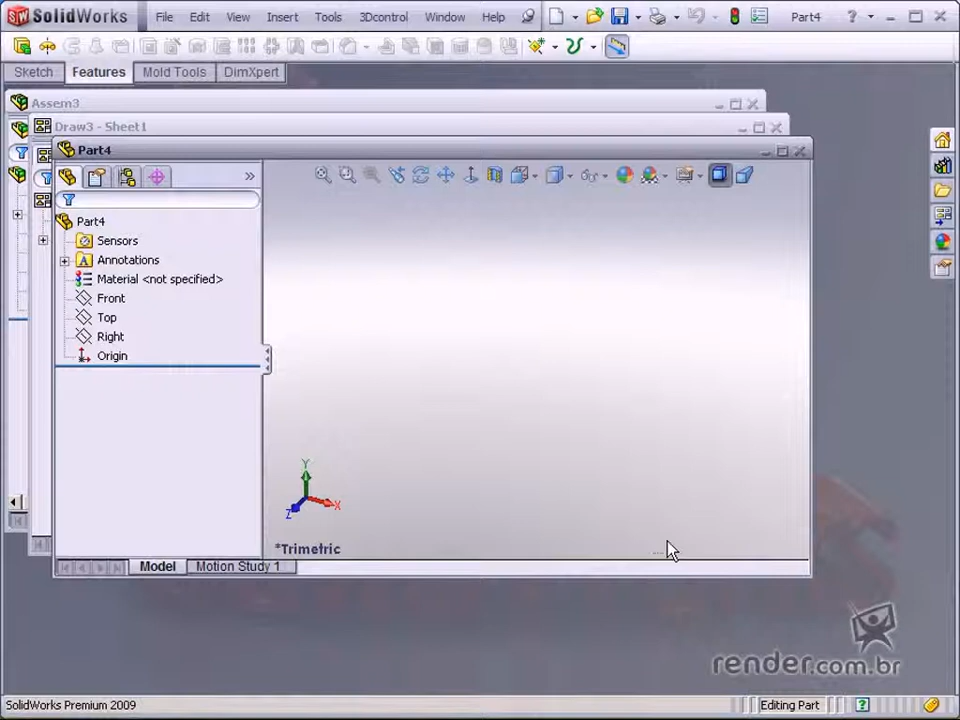 SolidWorks File Edit View Insert Tools 3Dcontrol Window Help Part4
Sketch Features Mold Tools DimXpert
Assem3
Draw3 - Sheet1
Part4
Part4
Sensors
Annotations
Material <not specified>
Front
Top
Right
Origin
Y
X
Z
*Trimetric
Model Motion Study 1
render.com.br
SolidWorks Premium 2009 Editing Part